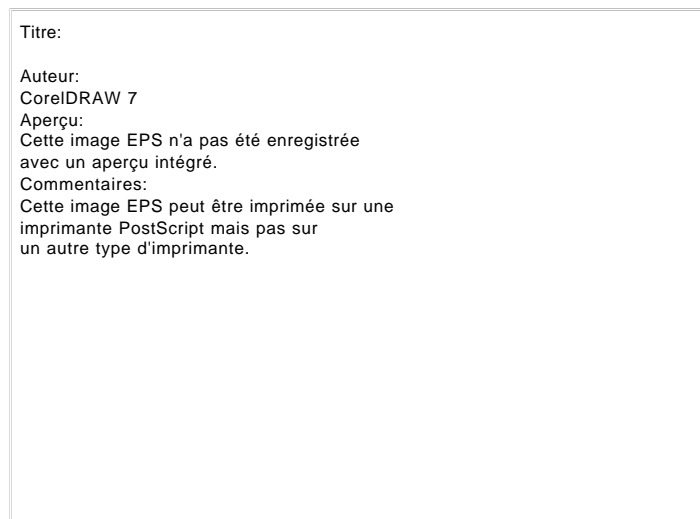 Titre:
Auteur:
CorelDRAW 7
Aperçu:
Cette image EPS n'a pas été enregistrée
avec un aperçu intégré.
Commentaires:
Cette image EPS peut être imprimée sur une
imprimante PostScript mais pas sur
un autre type d'imprimante.